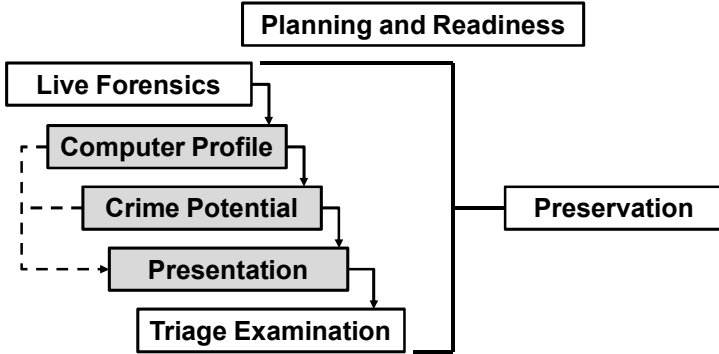 Planning and Readiness
Live Forensics
Computer Profile
Crime Potential
Preservation
Presentation
Triage Examination